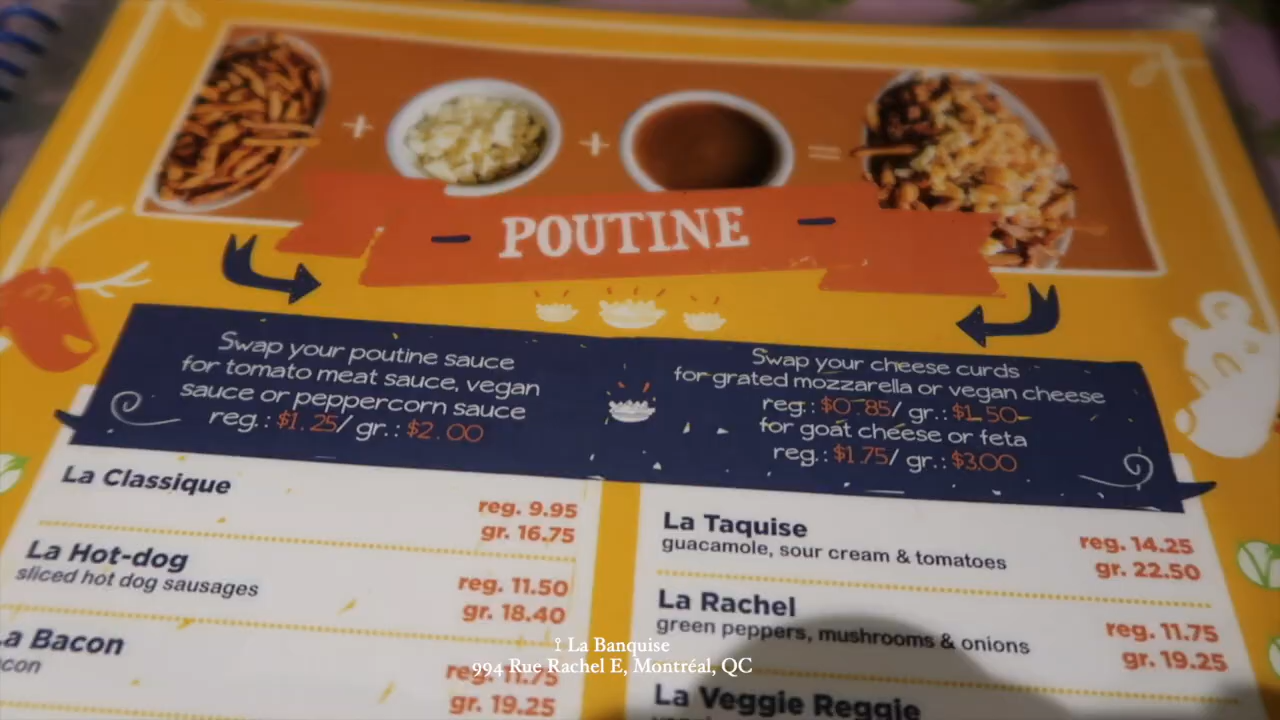 POUTINE
Swap your poutine sauce
for tomato meat sauce, vegan
sauce or peppercorn sauce
reg.: $1.25/ gr.: $2.00
Swap your cheese curds
for grated mozzarella or vegan cheese
reg.: $0.85/ gr.: $1.50
for goat cheese or feta
reg.: $1.75/ gr.: $3.00
La Classique
reg. 9.95
gr. 16.75
La Hot-dog
sliced hot dog sausages
reg. 11.50
gr. 18.40
La Bacon
reg. 11.75
gr. 19.25
La Taquise
guacamole, sour cream & tomatoes
reg. 14.25
gr. 22.50
La Rachel
green peppers, mushrooms & onions
reg. 11.75
gr. 19.25
La Veggie Reggie
La Banquise
994 Rue Rachel E, Montréal, QC